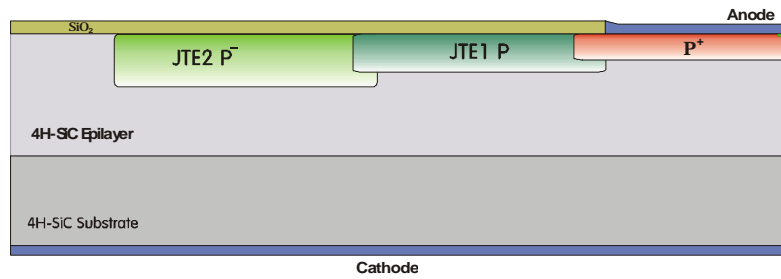 Anode
SiO₂
JTE2 P⁻
JTE1 P
P⁺
4H-SiC Epilayer
4H-SiC Substrate
Cathode